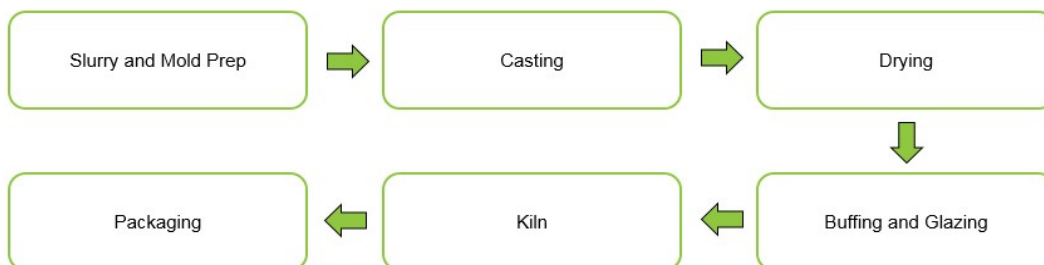 Slurry and Mold Prep
Casting
Drying
Buffing and Glazing
Kiln
Packaging